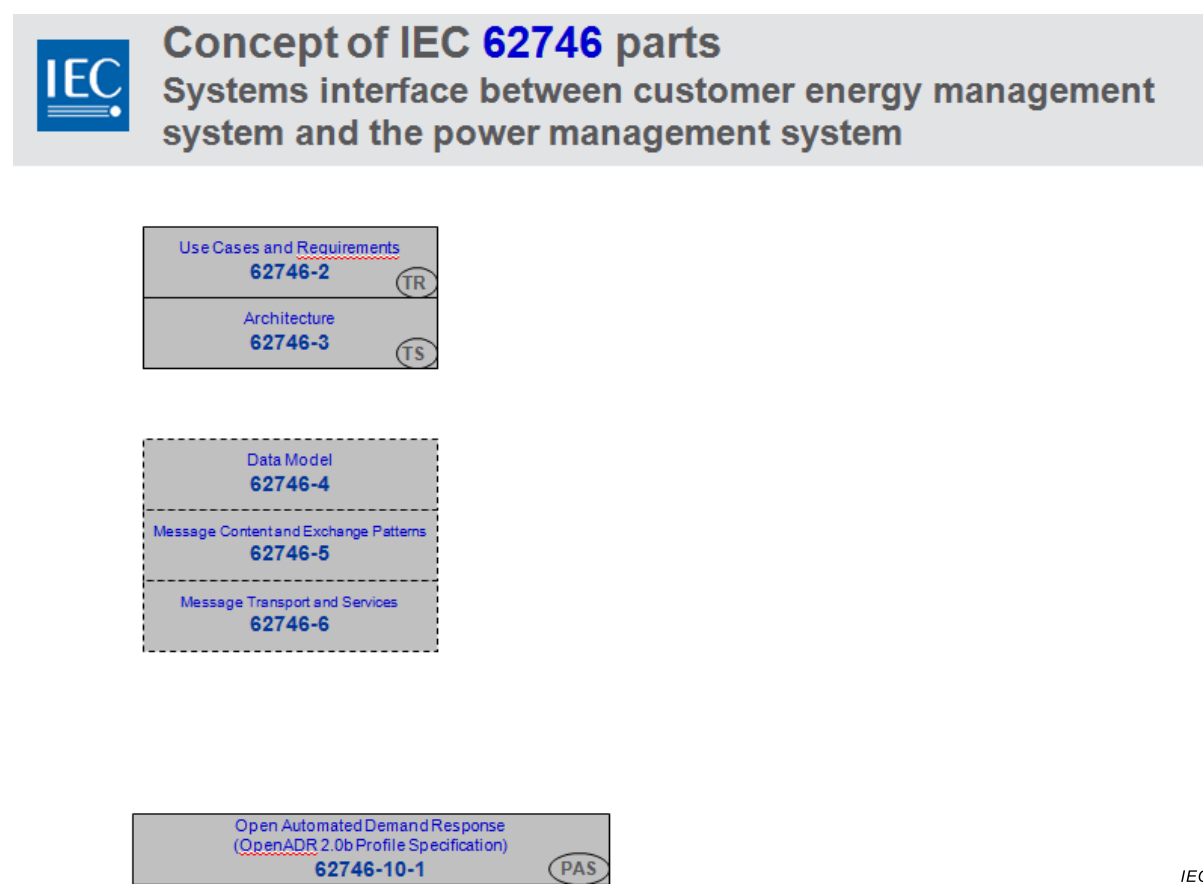 IEC
Concept of IEC 62746 parts
Systems interface between customer energy management
system and the power management system
Use Cases and Requirements
62746-2
TR
Architecture
62746-3
TS
Data Model
62746-4
Message Content and Exchange Patterns
62746-5
Message Transport and Services
62746-6
Open Automated Demand Response
(OpenADR 2.0b Profile Specification)
62746-10-1
PAS
IEC